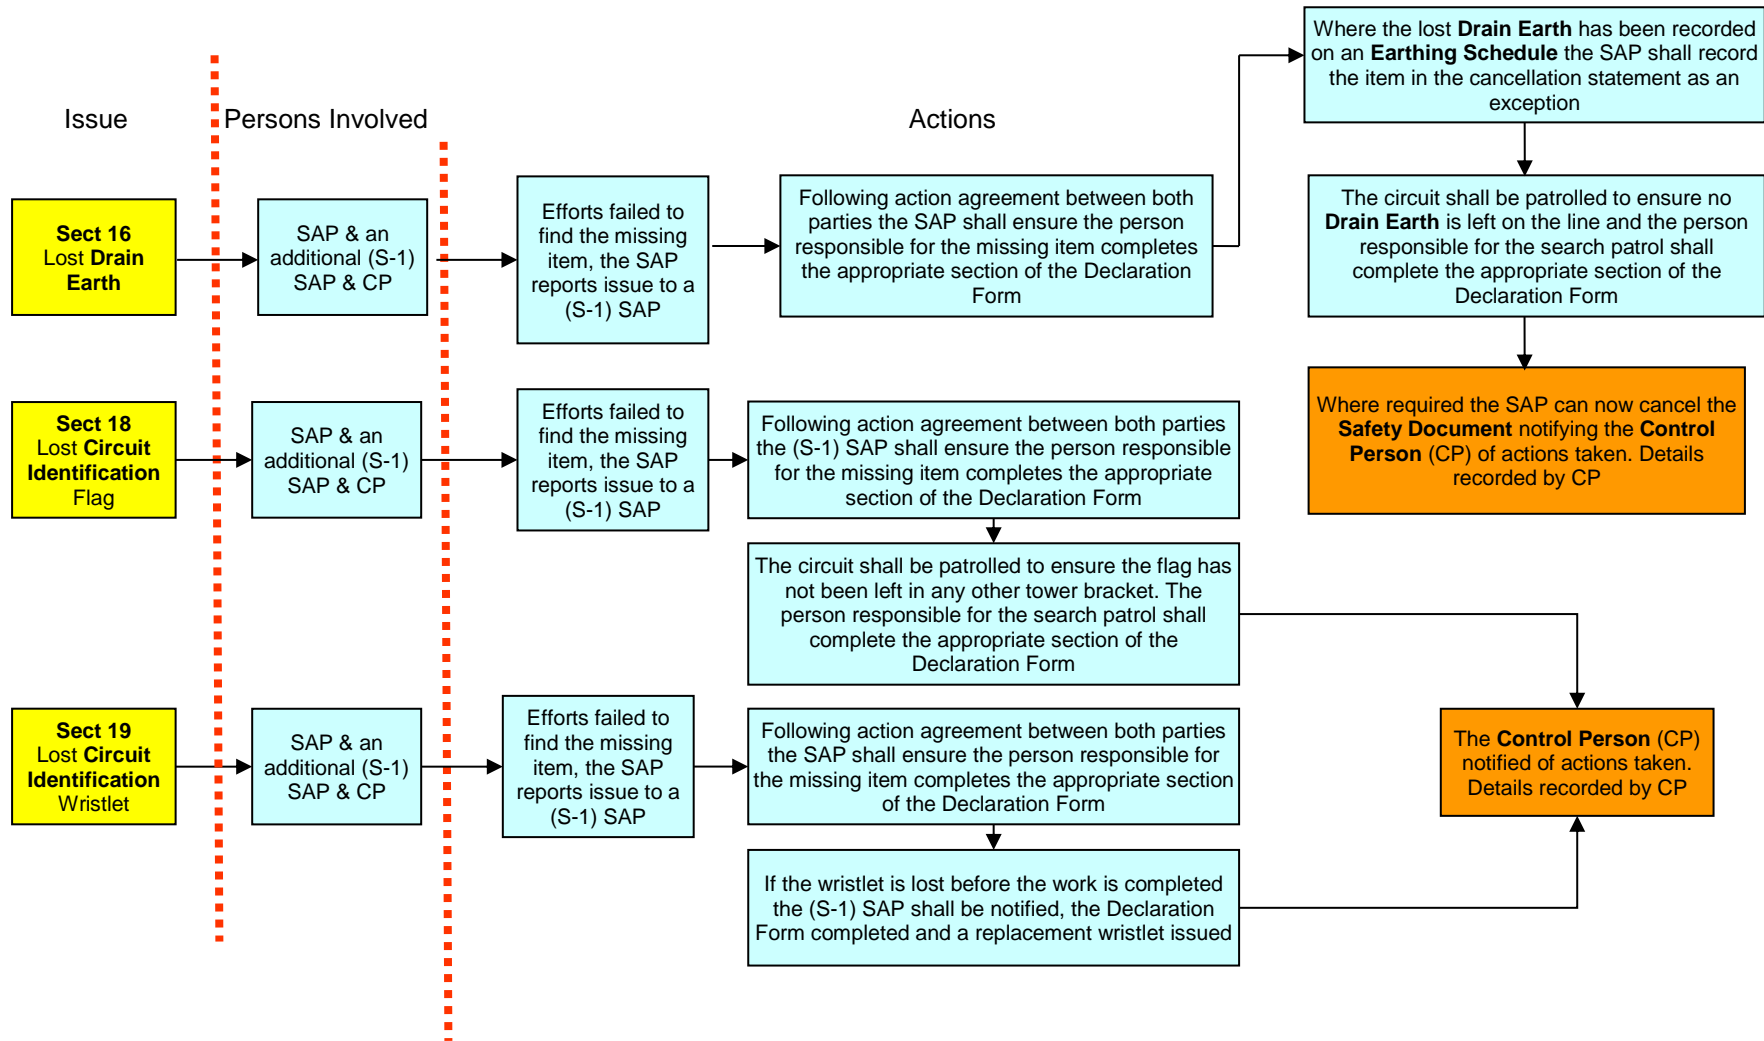 Issue
Persons Involved
Actions
Where the lost Drain Earth has been recorded
on an Earthing Schedule the SAP shall record
the item in the cancellation statement as an
exception
Sect 16
Lost Drain
Earth
SAP & an
additional (S-1)
SAP & CP
Efforts failed to
find the missing
item, the SAP
reports issue to a
(S-1) SAP
Following action agreement between both
parties the SAP shall ensure the person
responsible for the missing item completes
the appropriate section of the Declaration
Form
The circuit shall be patrolled to ensure no
Drain Earth is left on the line and the person
responsible for the search patrol shall
complete the appropriate section of the
Declaration Form
Where required the SAP can now cancel the
Safety Document notifying the Control
Person (CP) of actions taken. Details
recorded by CP
Sect 18
Lost Circuit
Identification
Flag
SAP & an
additional (S-1)
SAP & CP
Efforts failed to
find the missing
item, the SAP
reports issue to a
(S-1) SAP
Following action agreement between both parties
the (S-1) SAP shall ensure the person responsible
for the missing item completes the appropriate
section of the Declaration Form
The circuit shall be patrolled to ensure the flag has
not been left in any other tower bracket. The
person responsible for the search patrol shall
complete the appropriate section of the
Declaration Form
Sect 19
Lost Circuit
Identification
Wristlet
SAP & an
additional (S-1)
SAP & CP
Efforts failed to
find the missing
item, the SAP
reports issue to a
(S-1) SAP
Following action agreement between both parties
the SAP shall ensure the person responsible for
the missing item completes the appropriate section
of the Declaration Form
If the wristlet is lost before the work is completed
the (S-1) SAP shall be notified, the Declaration
Form completed and a replacement wristlet issued
The Control Person (CP)
notified of actions taken.
Details recorded by CP